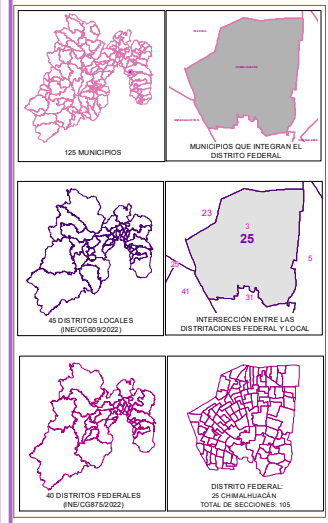 125 MUNICIPIOS
MUNICIPIOS QUE INTEGRAN EL
DISTRITO FEDERAL
45 DISTRITOS LOCALES
(INE/CG609/2022)
23
3
25
5
25
41
31
INTERSECCIÓN ENTRE LAS
DISTRITACIONES FEDERAL Y LOCAL
40 DISTRITOS FEDERALES
(INE/CG875/2022)
DISTRITO FEDERAL:
25 CHIMALHUACÁN
TOTAL DE SECCIONES: 105